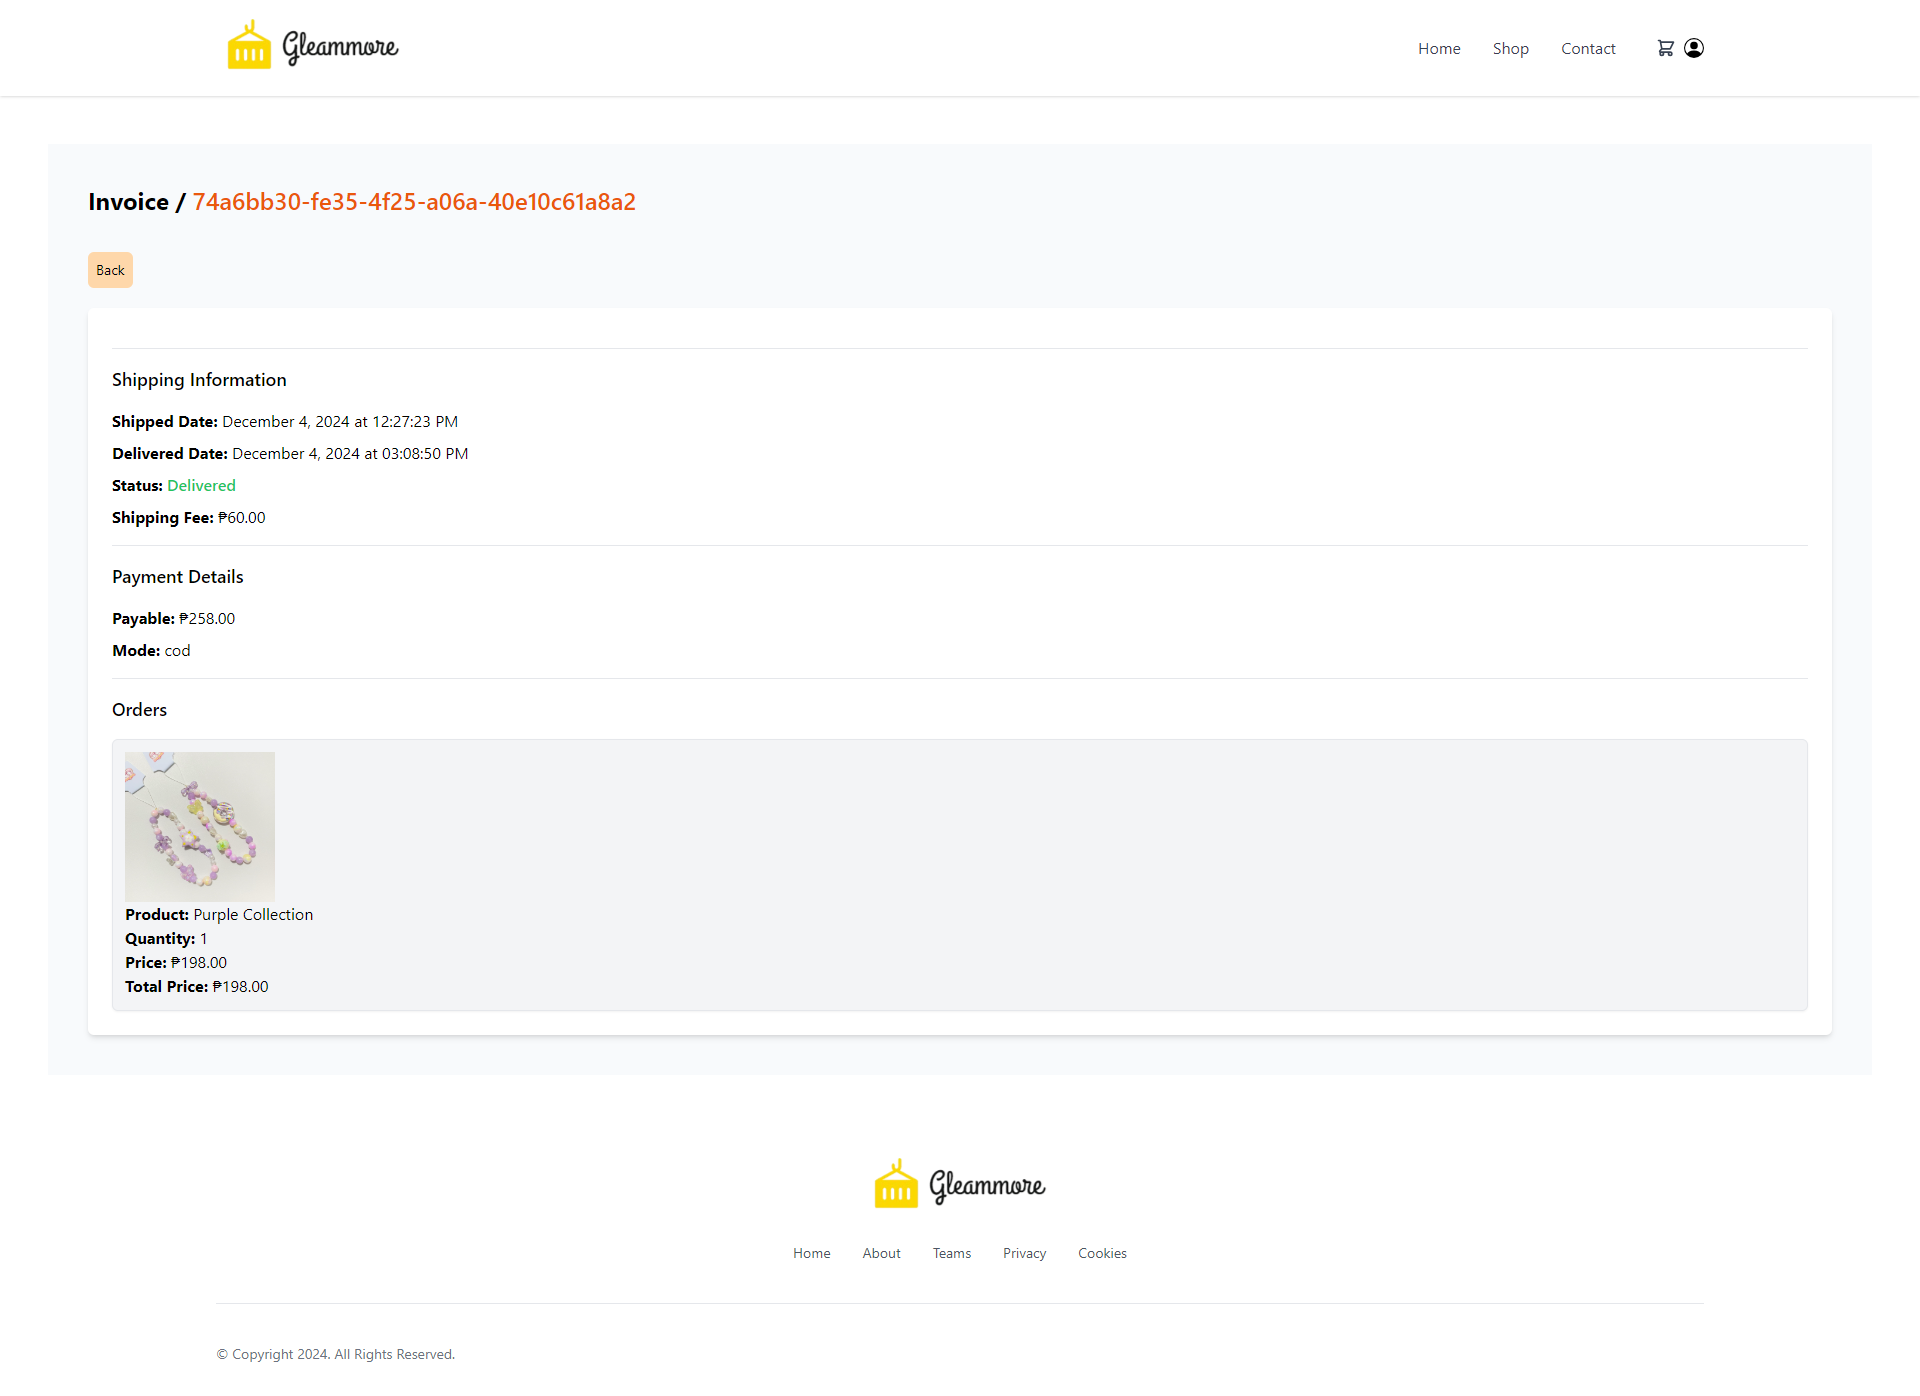 Gleammore
Home Shop Contact
Invoice / 74a6bb30-fe35-4f25-a06a-40e10c61a8a2
Back
Shipping Information
Shipped Date: December 4, 2024 at 12:27:23 PM
Delivered Date: December 4, 2024 at 03:08:50 PM
Status: Delivered
Shipping Fee: ₱60.00
Payment Details
Payable: ₱258.00
Mode: cod
Orders
Product: Purple Collection
Quantity: 1
Price: ₱198.00
Total Price: ₱198.00
Gleammore
Home About Teams Privacy Cookies
© Copyright 2024. All Rights Reserved.